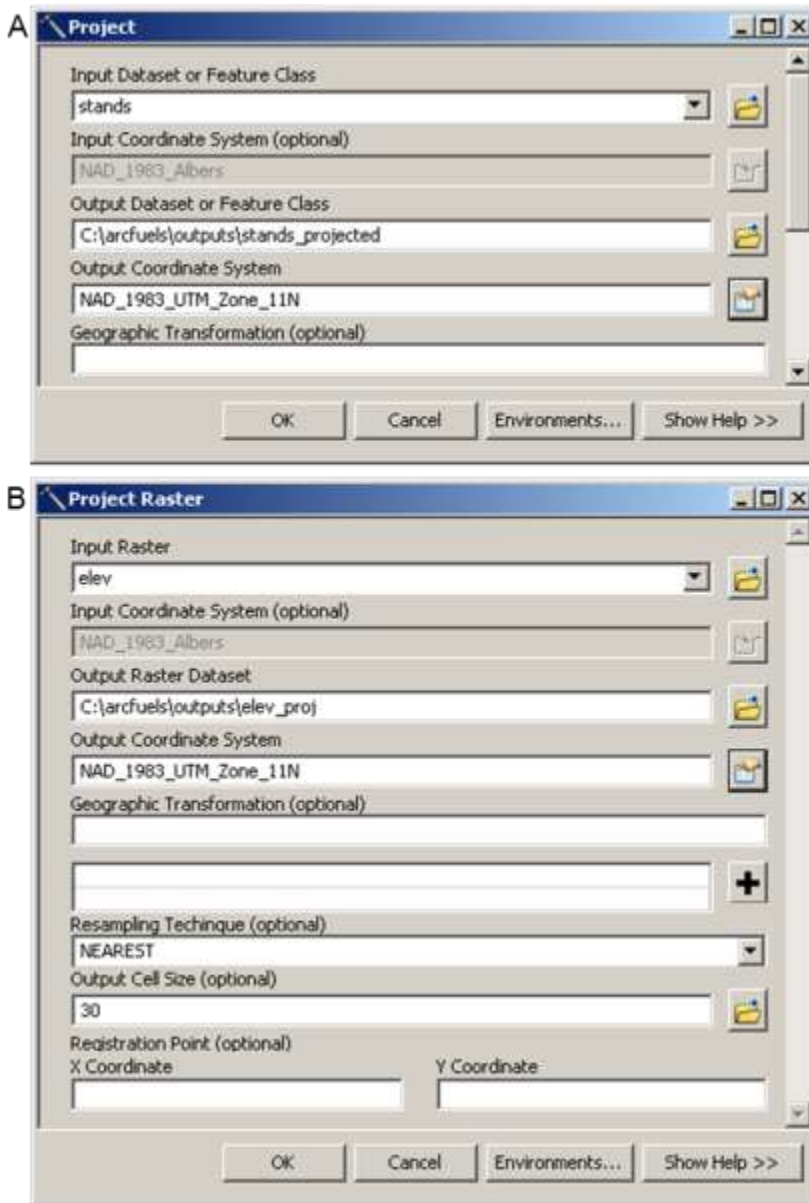 A
Project
Input Dataset or Feature Class
stands
Input Coordinate System (optional)
NAD_1983_Albers
Output Dataset or Feature Class
C:\arcfuels\outputs\stands_projected
Output Coordinate System
NAD_1983_UTM_Zone_11N
Geographic Transformation (optional)
OK Cancel Environments... Show Help >>
B
Project Raster
Input Raster
elev
Input Coordinate System (optional)
NAD_1983_Albers
Output Raster Dataset
C:\arcfuels\outputs\elev_proj
Output Coordinate System
NAD_1983_UTM_Zone_11N
Geographic Transformation (optional)
Resampling Techinque (optional)
NEAREST
Output Cell Size (optional)
30
Registration Point (optional)
X Coordinate Y Coordinate
OK Cancel Environments... Show Help >>